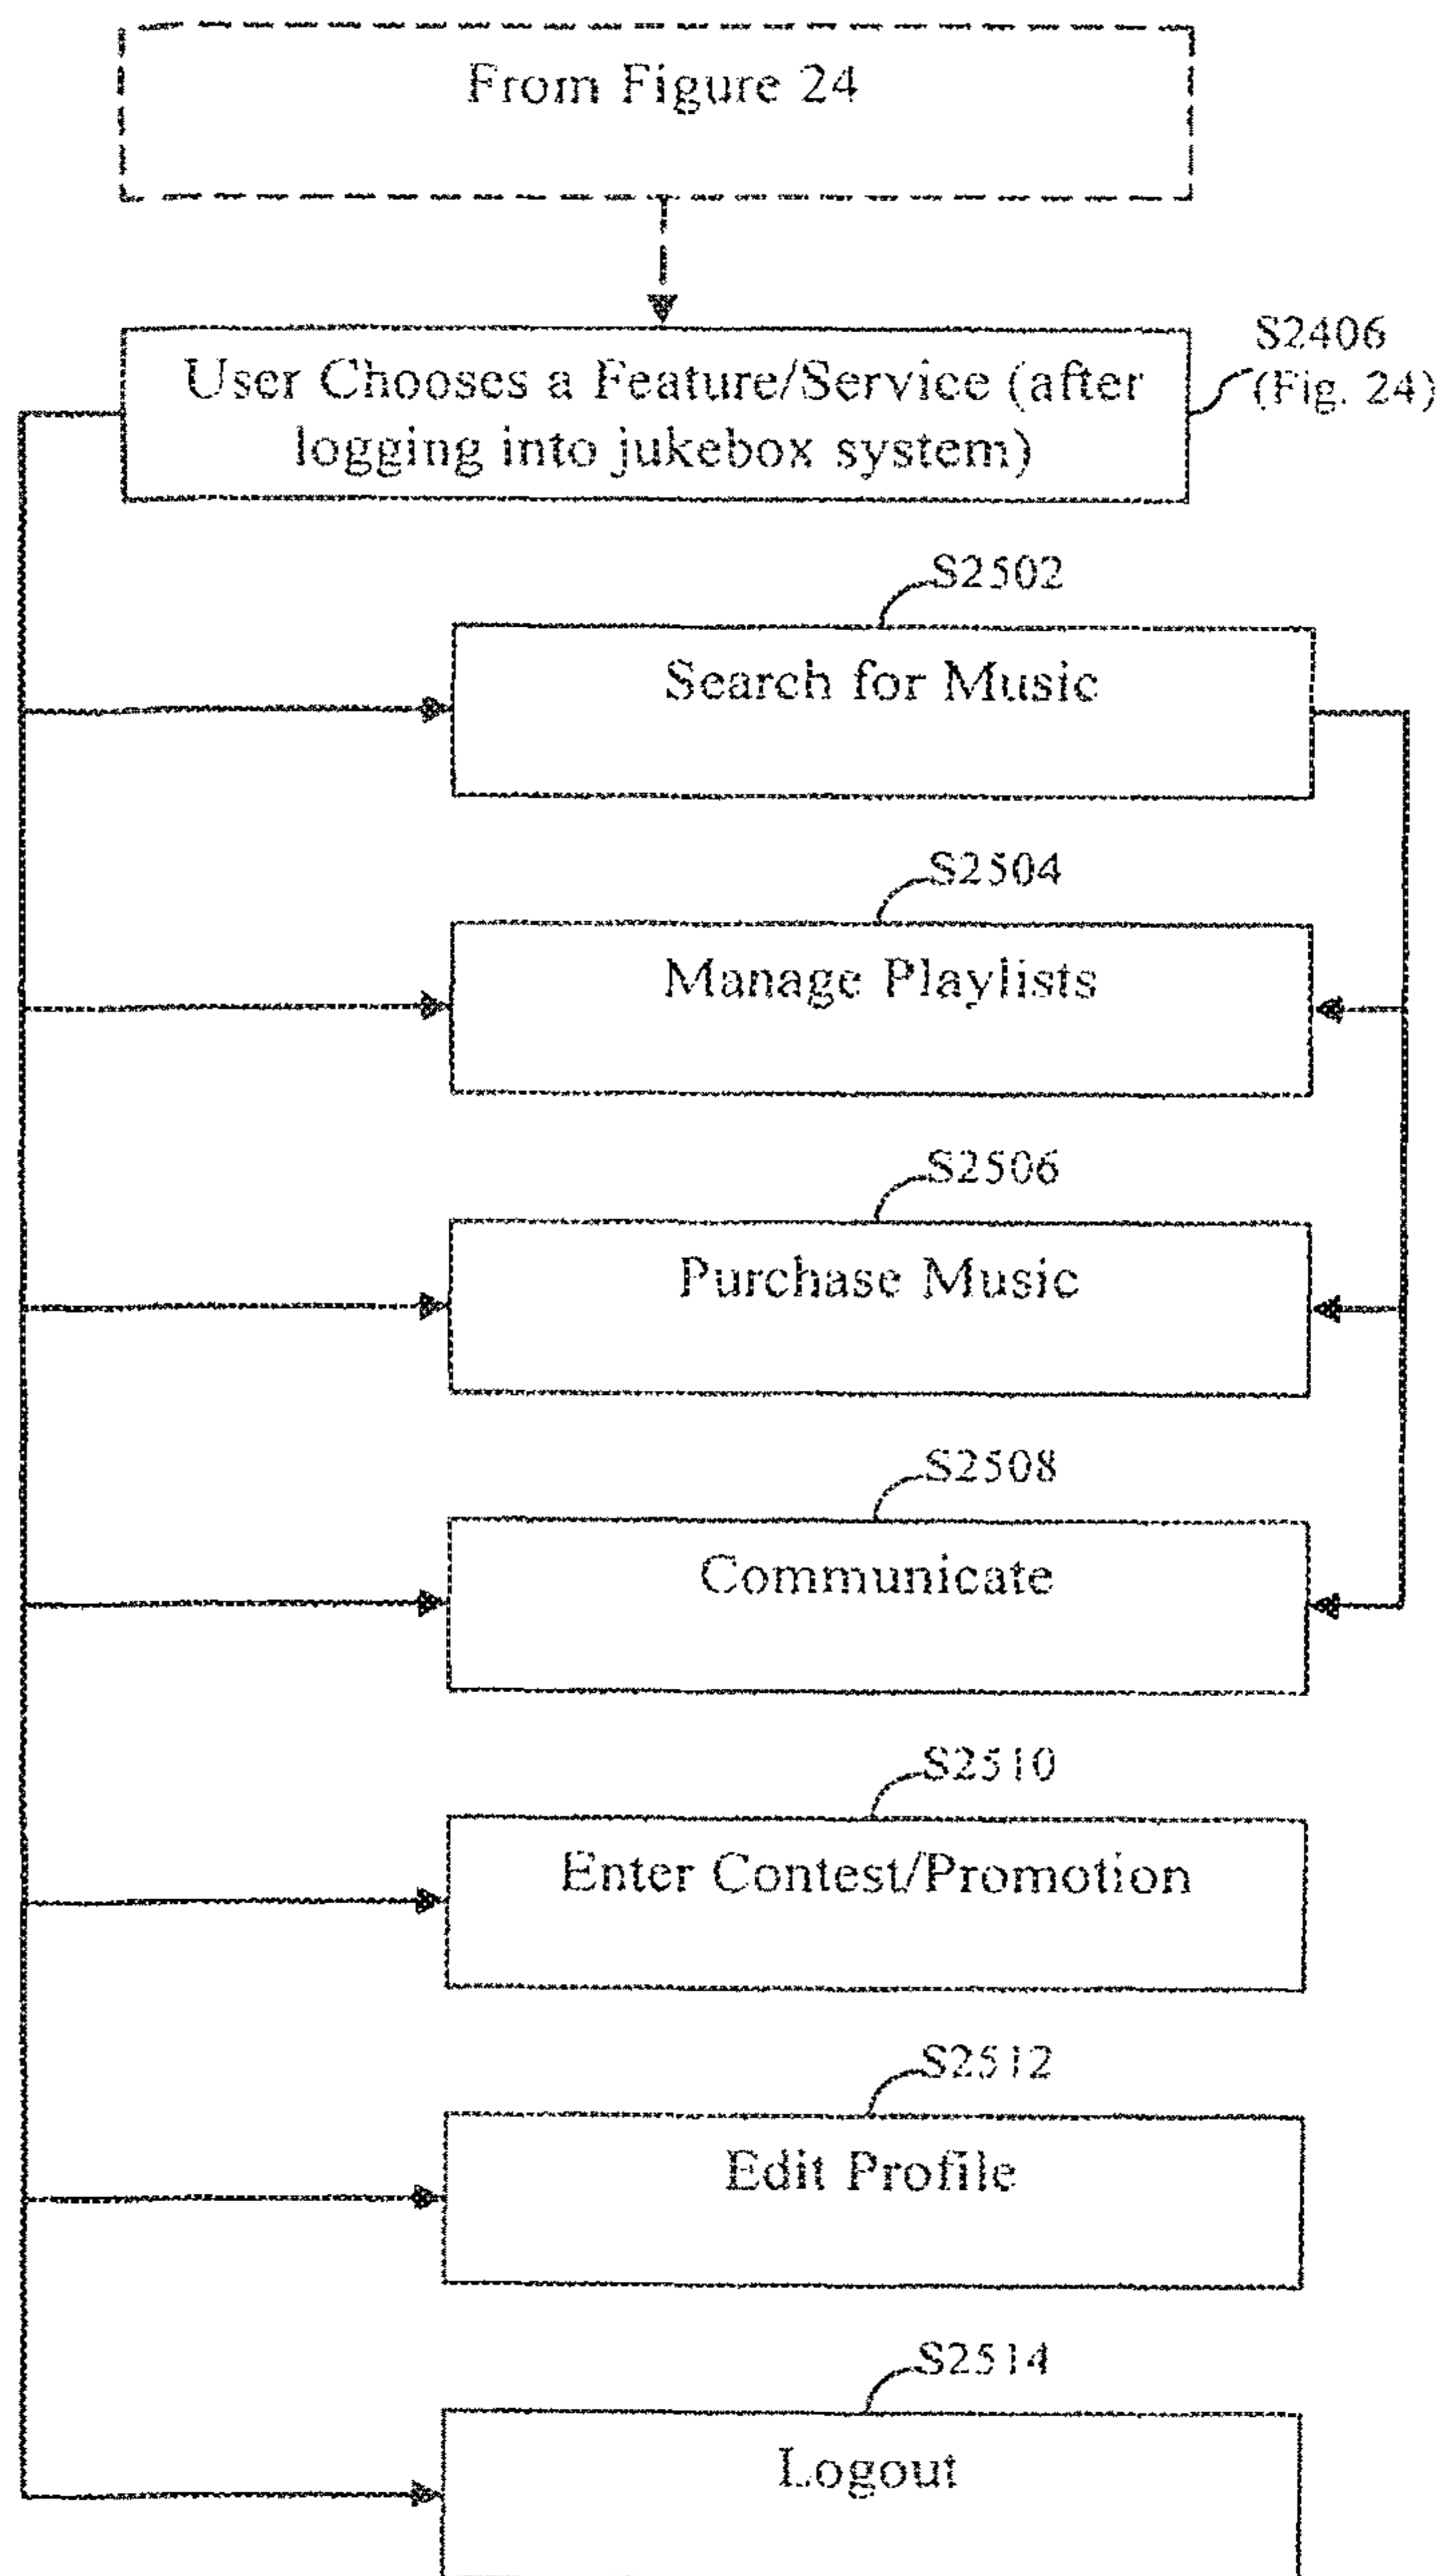 From Figure 24
User Chooses a Feature/Service (after
logging into jukebox system)
S2406
(Fig. 24)
S2502
Search for Music
S2504
Manage Playlists
S2506
Purchase Music
S2508
Communicate
S2510
Enter Contest/Promotion
S2512
Edit Profile
S2514
Logout